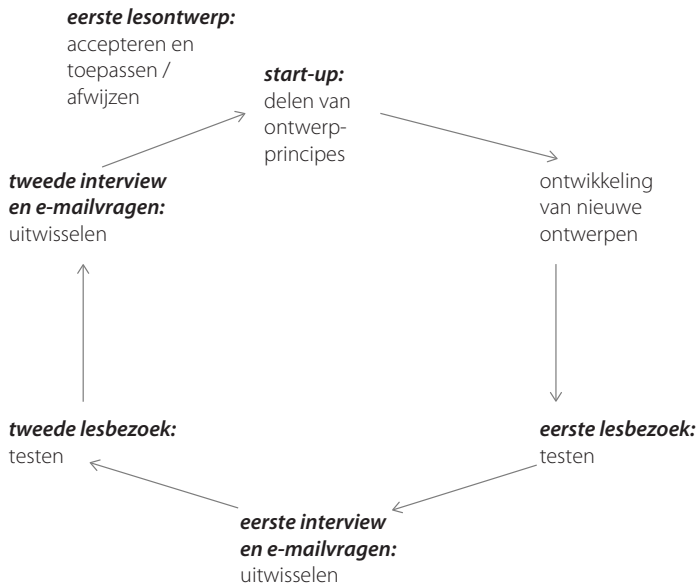 eerste lesontwerp:
accepteren en
toepassen /
afwijzen
start-up:
delen van
ontwerp-
principes
ontwikkeling
van nieuwe
ontwerpen
eerste lesbezoek:
testen
eerste interview
en e-mailvragen:
uitwisselen
tweede lesbezoek:
testen
tweede interview
en e-mailvragen:
uitwisselen